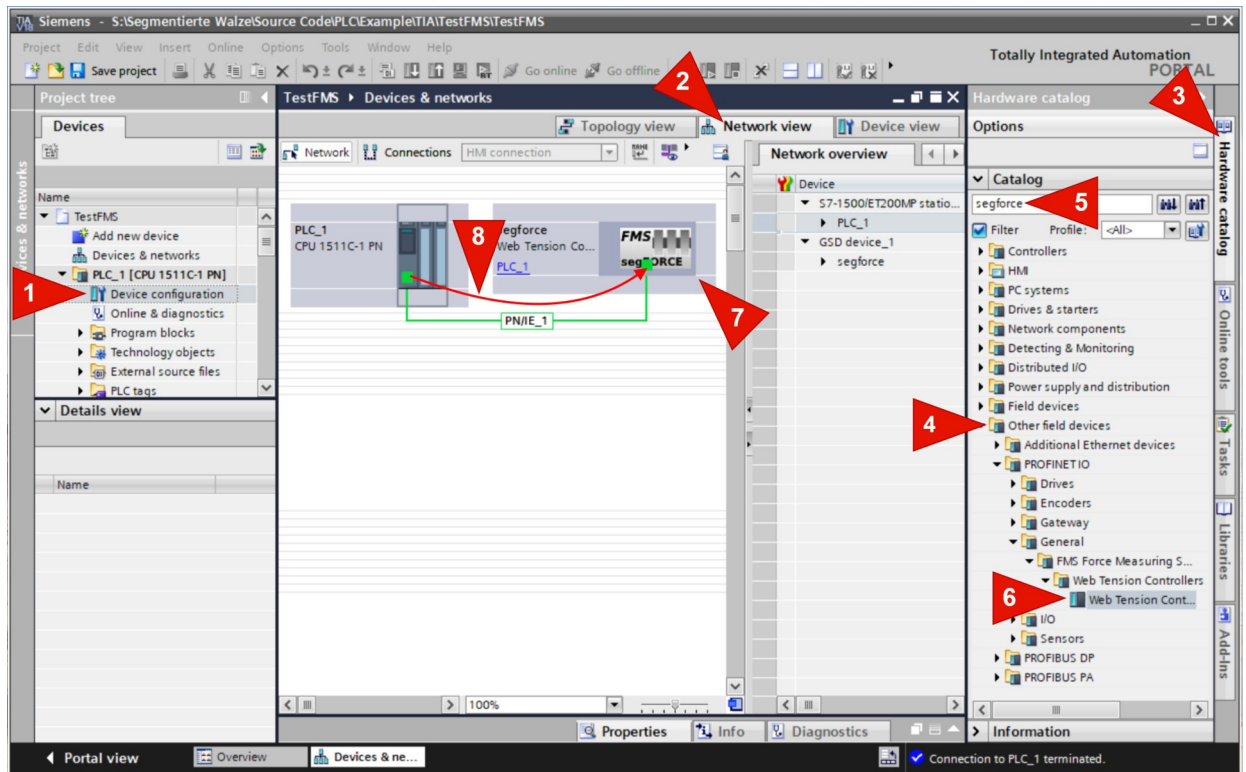 Siemens - S:\Segmentierte Walze\Source Code\PLC\Example\TIA\TestFMS\TestFMS
Project Edit View Insert Online Options Tools Window Help
Totally Integrated Automation
PORTAL
Save project
Go online
Go offline
2
3
Project tree
TestFMS
Devices & networks
Hardware catalog
Devices
Topology view
Network view
Device view
Options
Network
Connections
HMI connection
Network overview
Name
TestFMS
Add new device
Devices & networks
PLC_1 [CPU 1511C-1 PN]
1
Device configuration
Online & diagnostics
Program blocks
Technology objects
External source files
PLC tags
Details view
Name
PLC_1
CPU 1511C-1 PN
8
Web Tension Co...
PLC_1
FMS
segFORCE
7
PN/IE_1
100%
Device
S7-1500/ET200MP statio...
PLC_1
GSD device_1
segforce
Catalog
segforce
5
Filter
Profile:
<All>
Controllers
HMI
PC systems
Drives & starters
Network components
Detecting & Monitoring
Distributed I/O
Power supply and distribution
Field devices
4
Other field devices
Additional Ethernet devices
PROFINET IO
Drives
Encoders
Gateway
General
FMS Force Measuring S...
Web Tension Controllers
6
Web Tension Cont...
I/O
Sensors
PROFIBUS DP
PROFIBUS PA
Information
Hardware catalog
Online tools
Tasks
Libraries
Add-Ins
Properties
Info
Diagnostics
Portal view
Overview
Devices & ne...
Connection to PLC_1 terminated.